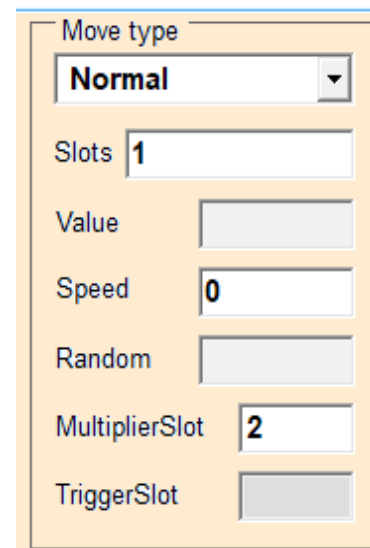 Move type
Normal
Slots 1
Value
Speed 0
Random
MultiplierSlot 2
TriggerSlot